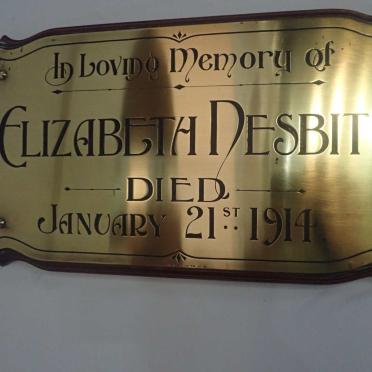 In Loving Memory of
Elizabeth Nesbit
Died
January 21st 1914